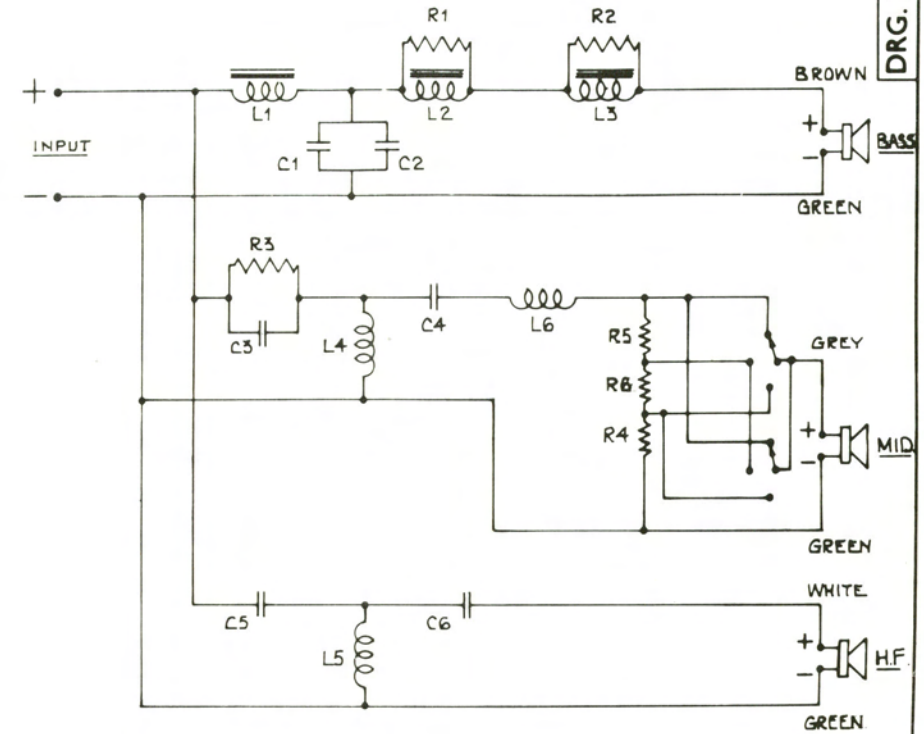 R1
R2
DRG.
BROWN
+
L1
L2
L3
+
INPUT
C1
C2
BASS
−
−
GREEN
R3
C4
L6
GREY
C3
L4
R5
R6
R4
+
MID.
−
GREEN
WHITE
C5
C6
+
L5
H.F.
−
GREEN